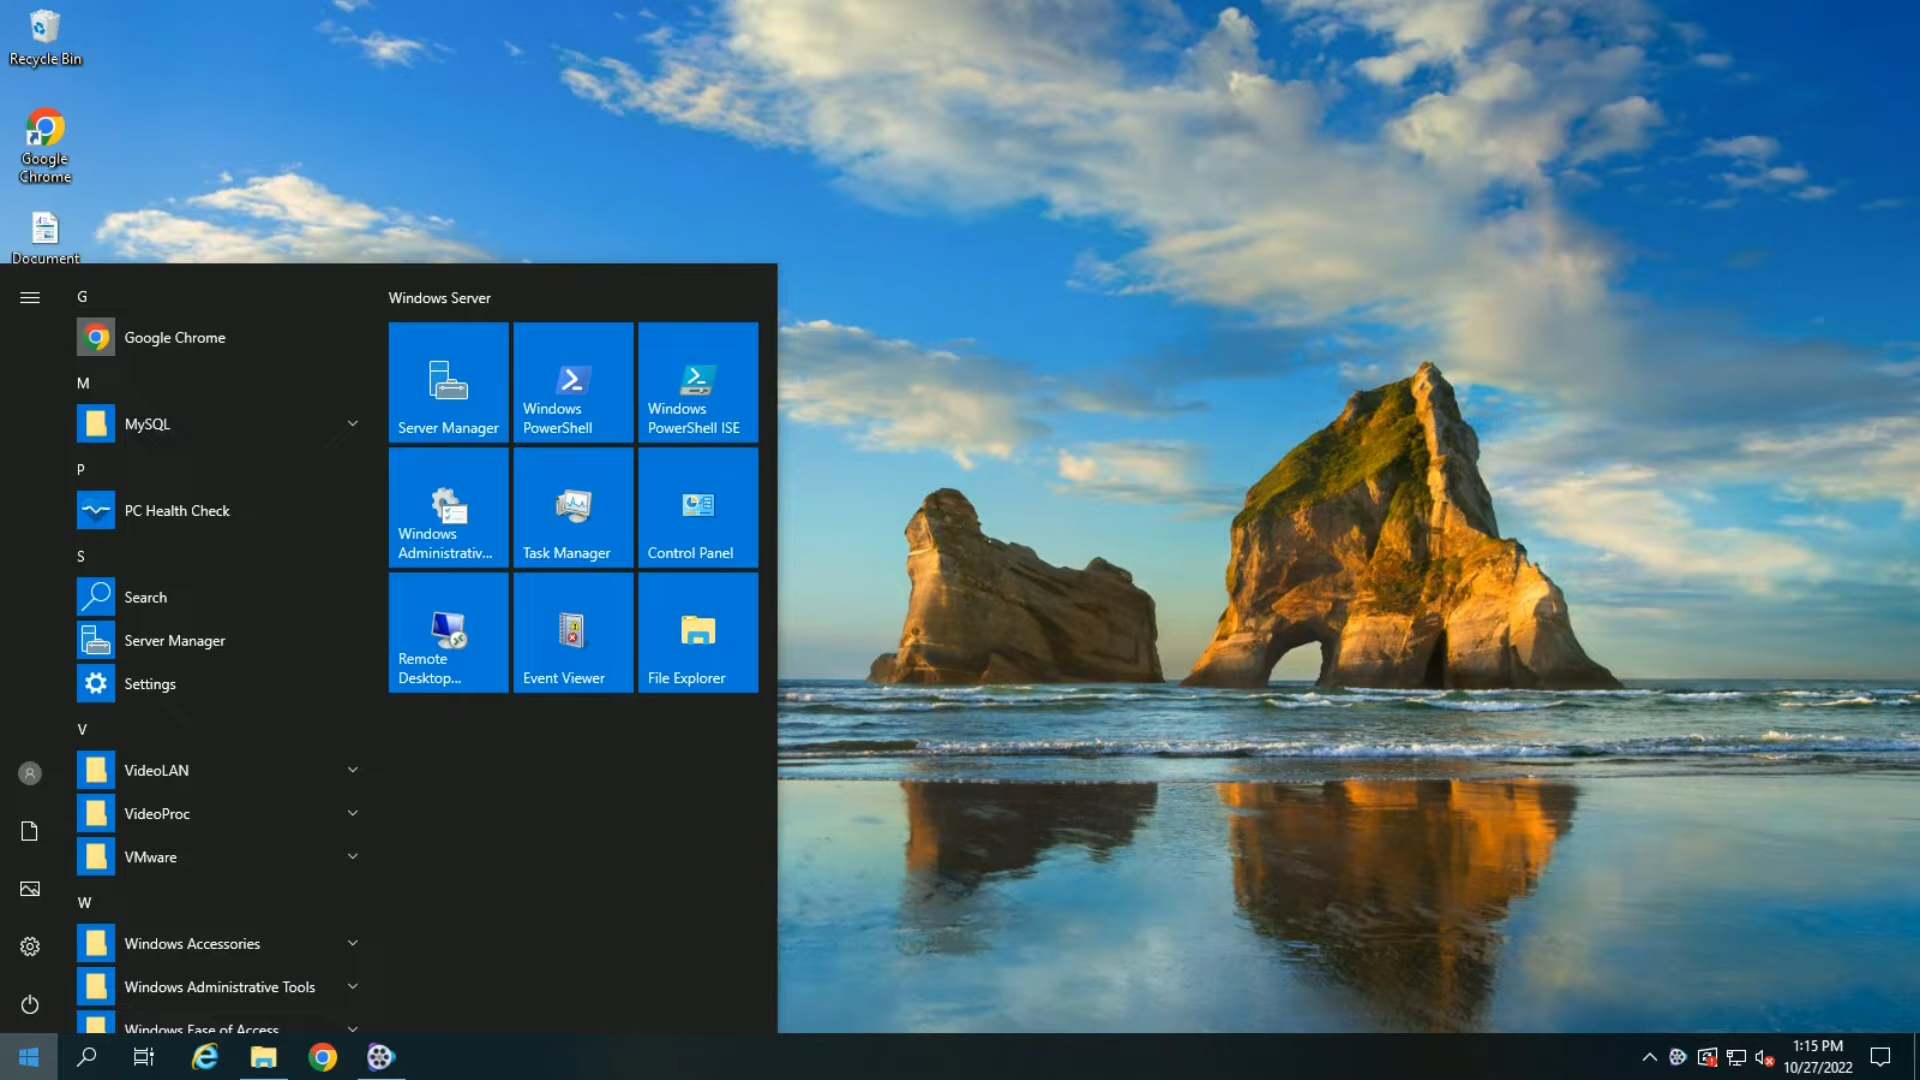 Recycle Bin
Google
Chrome
Document
G
Google Chrome
M
MySQL
P
PC Health Check
S
Search
Server Manager
Settings
V
VideoLAN
VideoProc
VMware
W
Windows Accessories
Windows Administrative Tools
Windows Ease of Access
Windows Server
Server Manager
Windows
PowerShell
Windows
PowerShell ISE
Windows
Administrativ...
Task Manager
Control Panel
Remote
Desktop...
Event Viewer
File Explorer
1:15 PM
10/27/2022